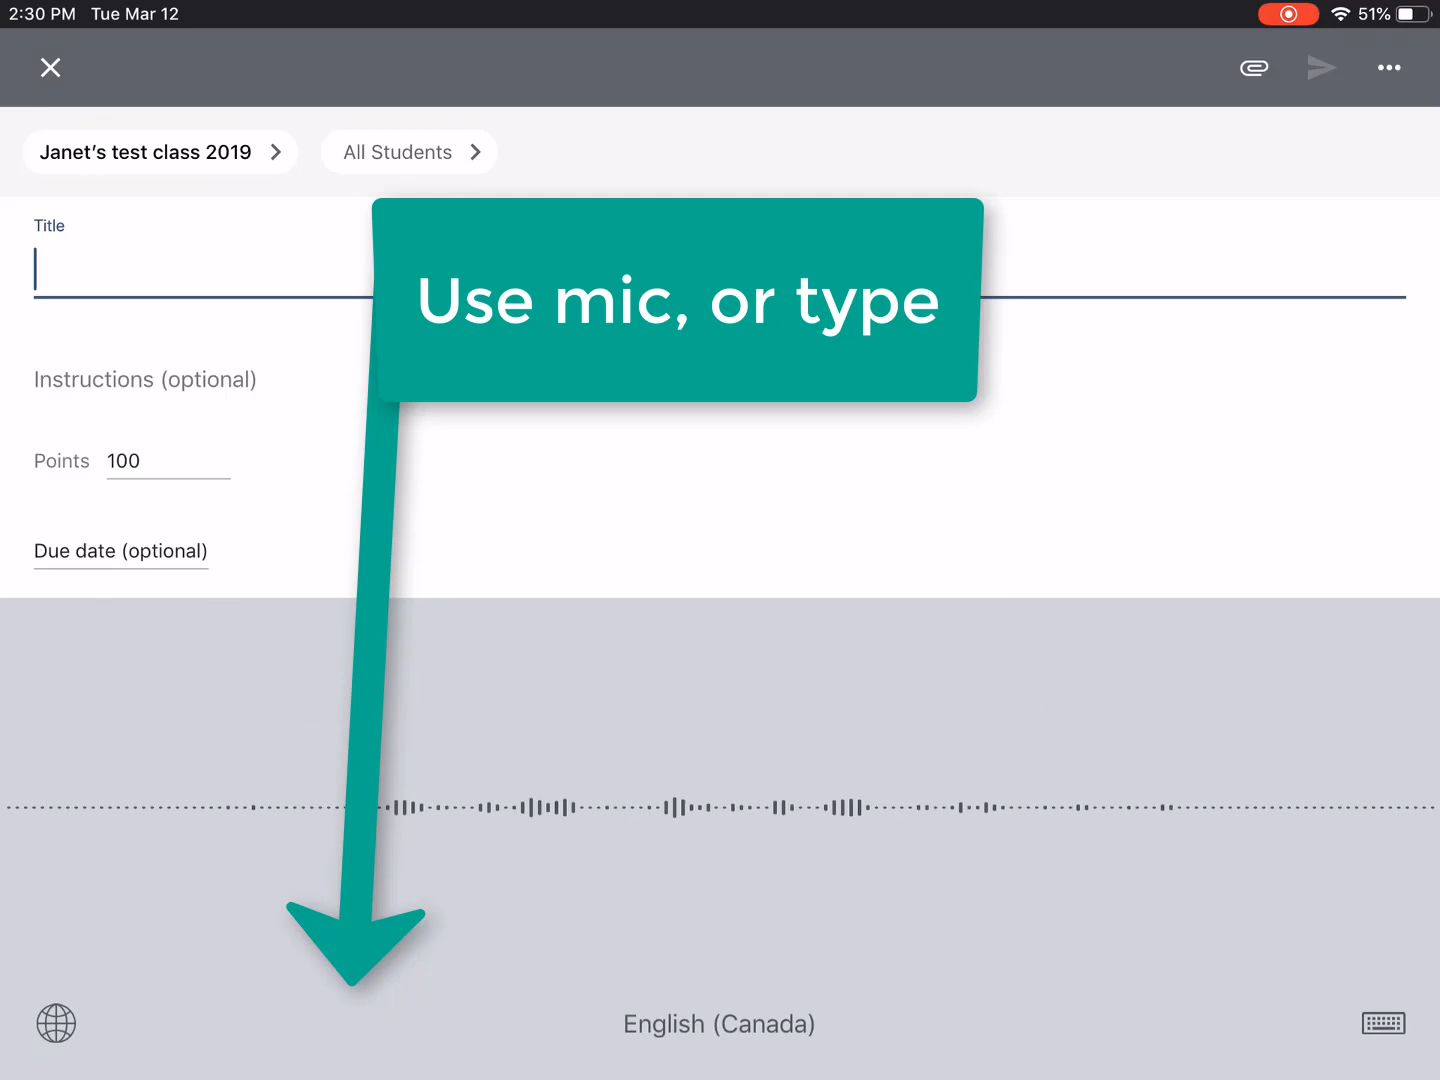 2:30 PM Tue Mar 12 51%
Janet's test class 2019 All Students
Title
Use mic, or type
Instructions (optional)
Points 100
Due date (optional)
English (Canada)